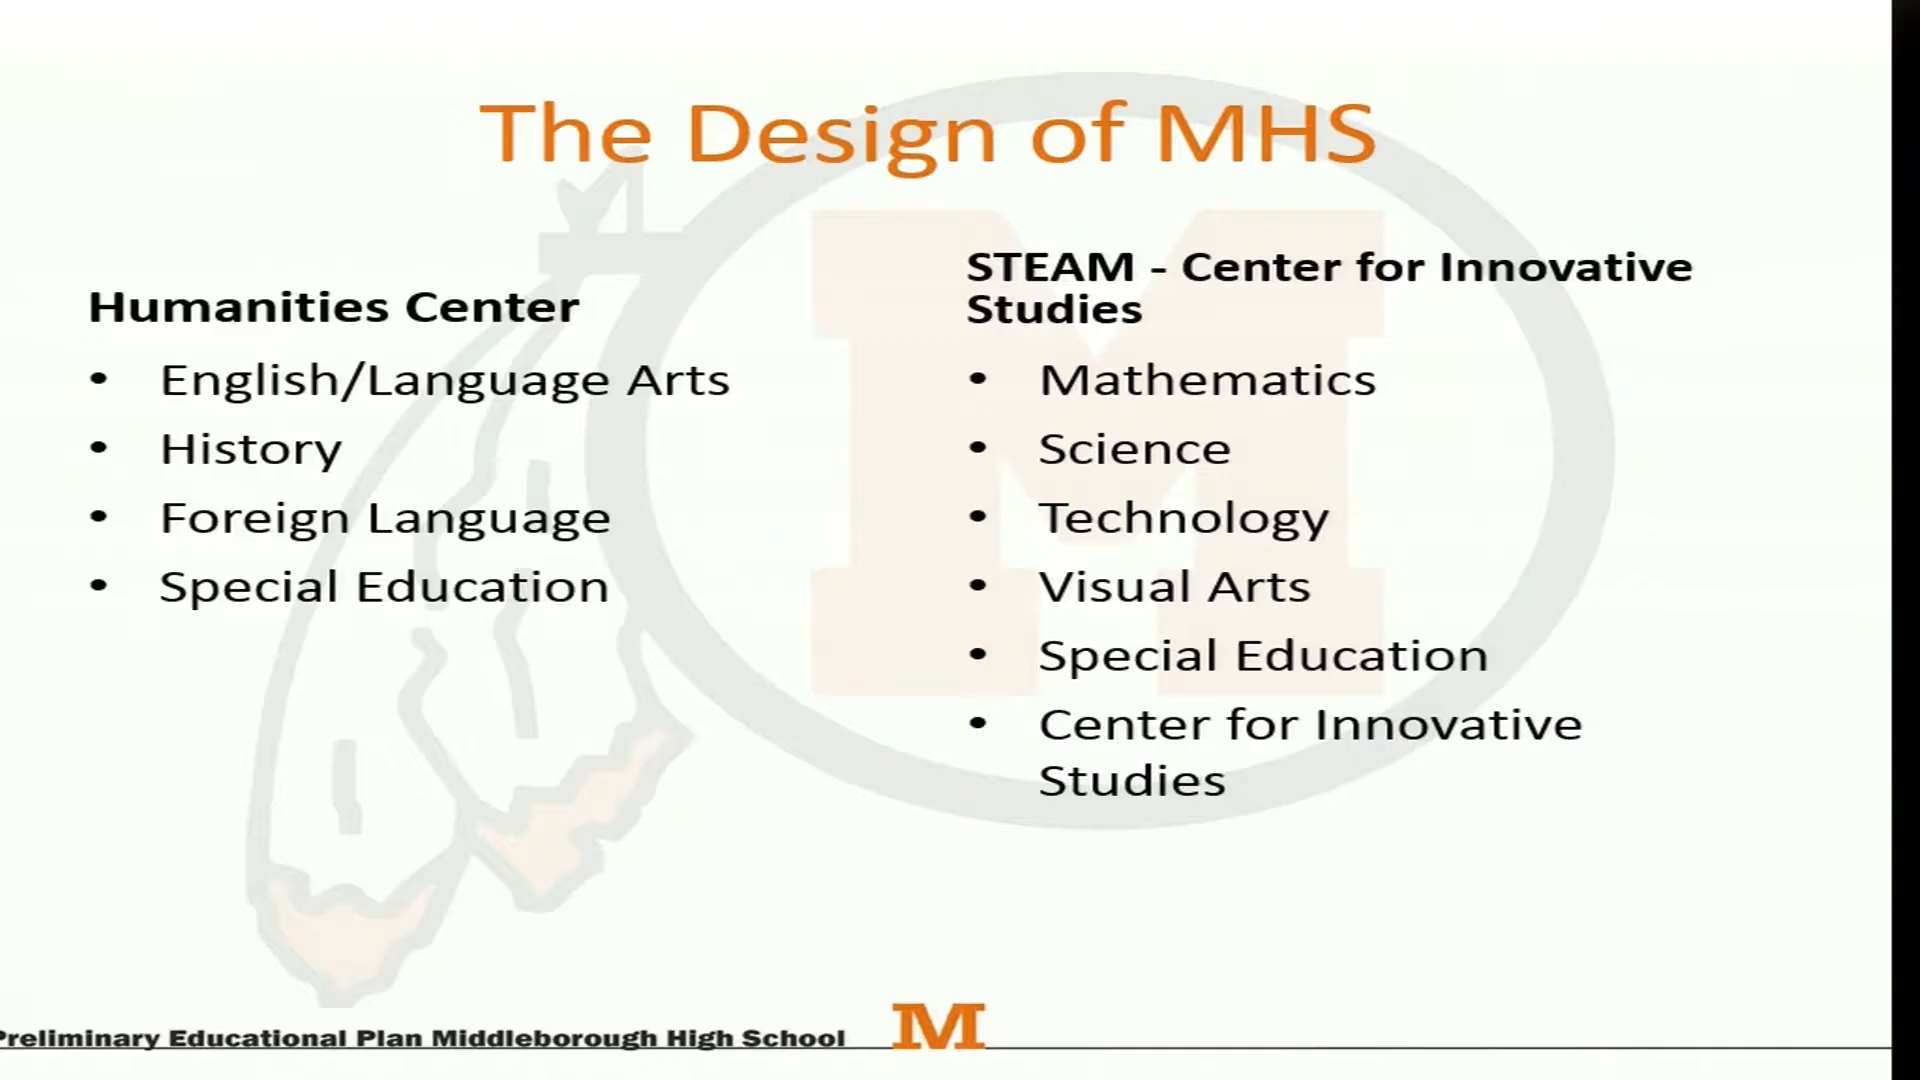 The Design of MHS
Humanities Center
• English/Language Arts
• History
• Foreign Language
• Special Education
STEAM - Center for Innovative
Studies
• Mathematics
• Science
• Technology
• Visual Arts
• Special Education
• Center for Innovative
Studies
Preliminary Educational Plan Middleborough High School
M